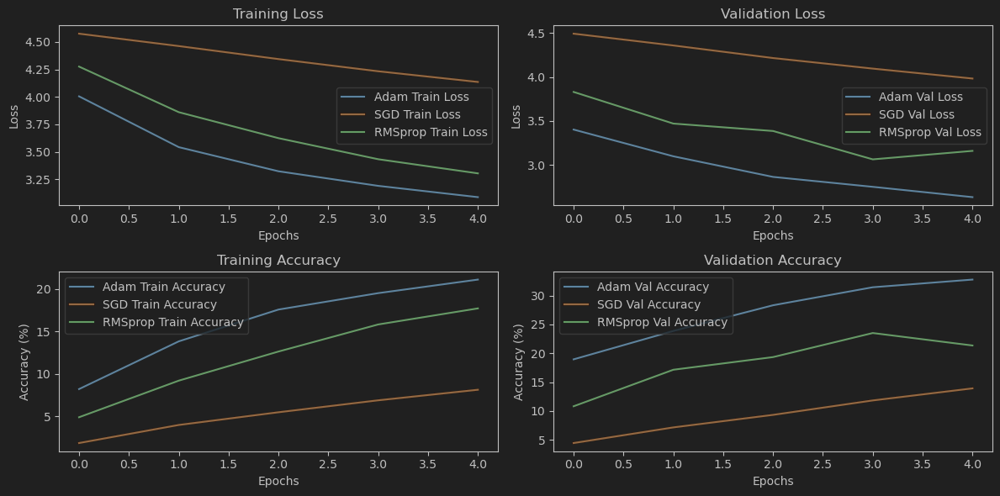 Training Loss
4.50
4.25
4.00
3.75
3.50
3.25
Loss
Adam Train Loss
SGD Train Loss
RMSprop Train Loss
0.0 0.5 1.0 1.5 2.0 2.5 3.0 3.5 4.0
Epochs
Validation Loss
4.5
4.0
3.5
3.0
Loss
Adam Val Loss
SGD Val Loss
RMSprop Val Loss
0.0 0.5 1.0 1.5 2.0 2.5 3.0 3.5 4.0
Epochs
Training Accuracy
20
15
10
5
Accuracy (%)
Adam Train Accuracy
SGD Train Accuracy
RMSprop Train Accuracy
0.0 0.5 1.0 1.5 2.0 2.5 3.0 3.5 4.0
Epochs
Validation Accuracy
30
25
20
15
10
5
Accuracy (%)
Adam Val Accuracy
SGD Val Accuracy
RMSprop Val Accuracy
0.0 0.5 1.0 1.5 2.0 2.5 3.0 3.5 4.0
Epochs